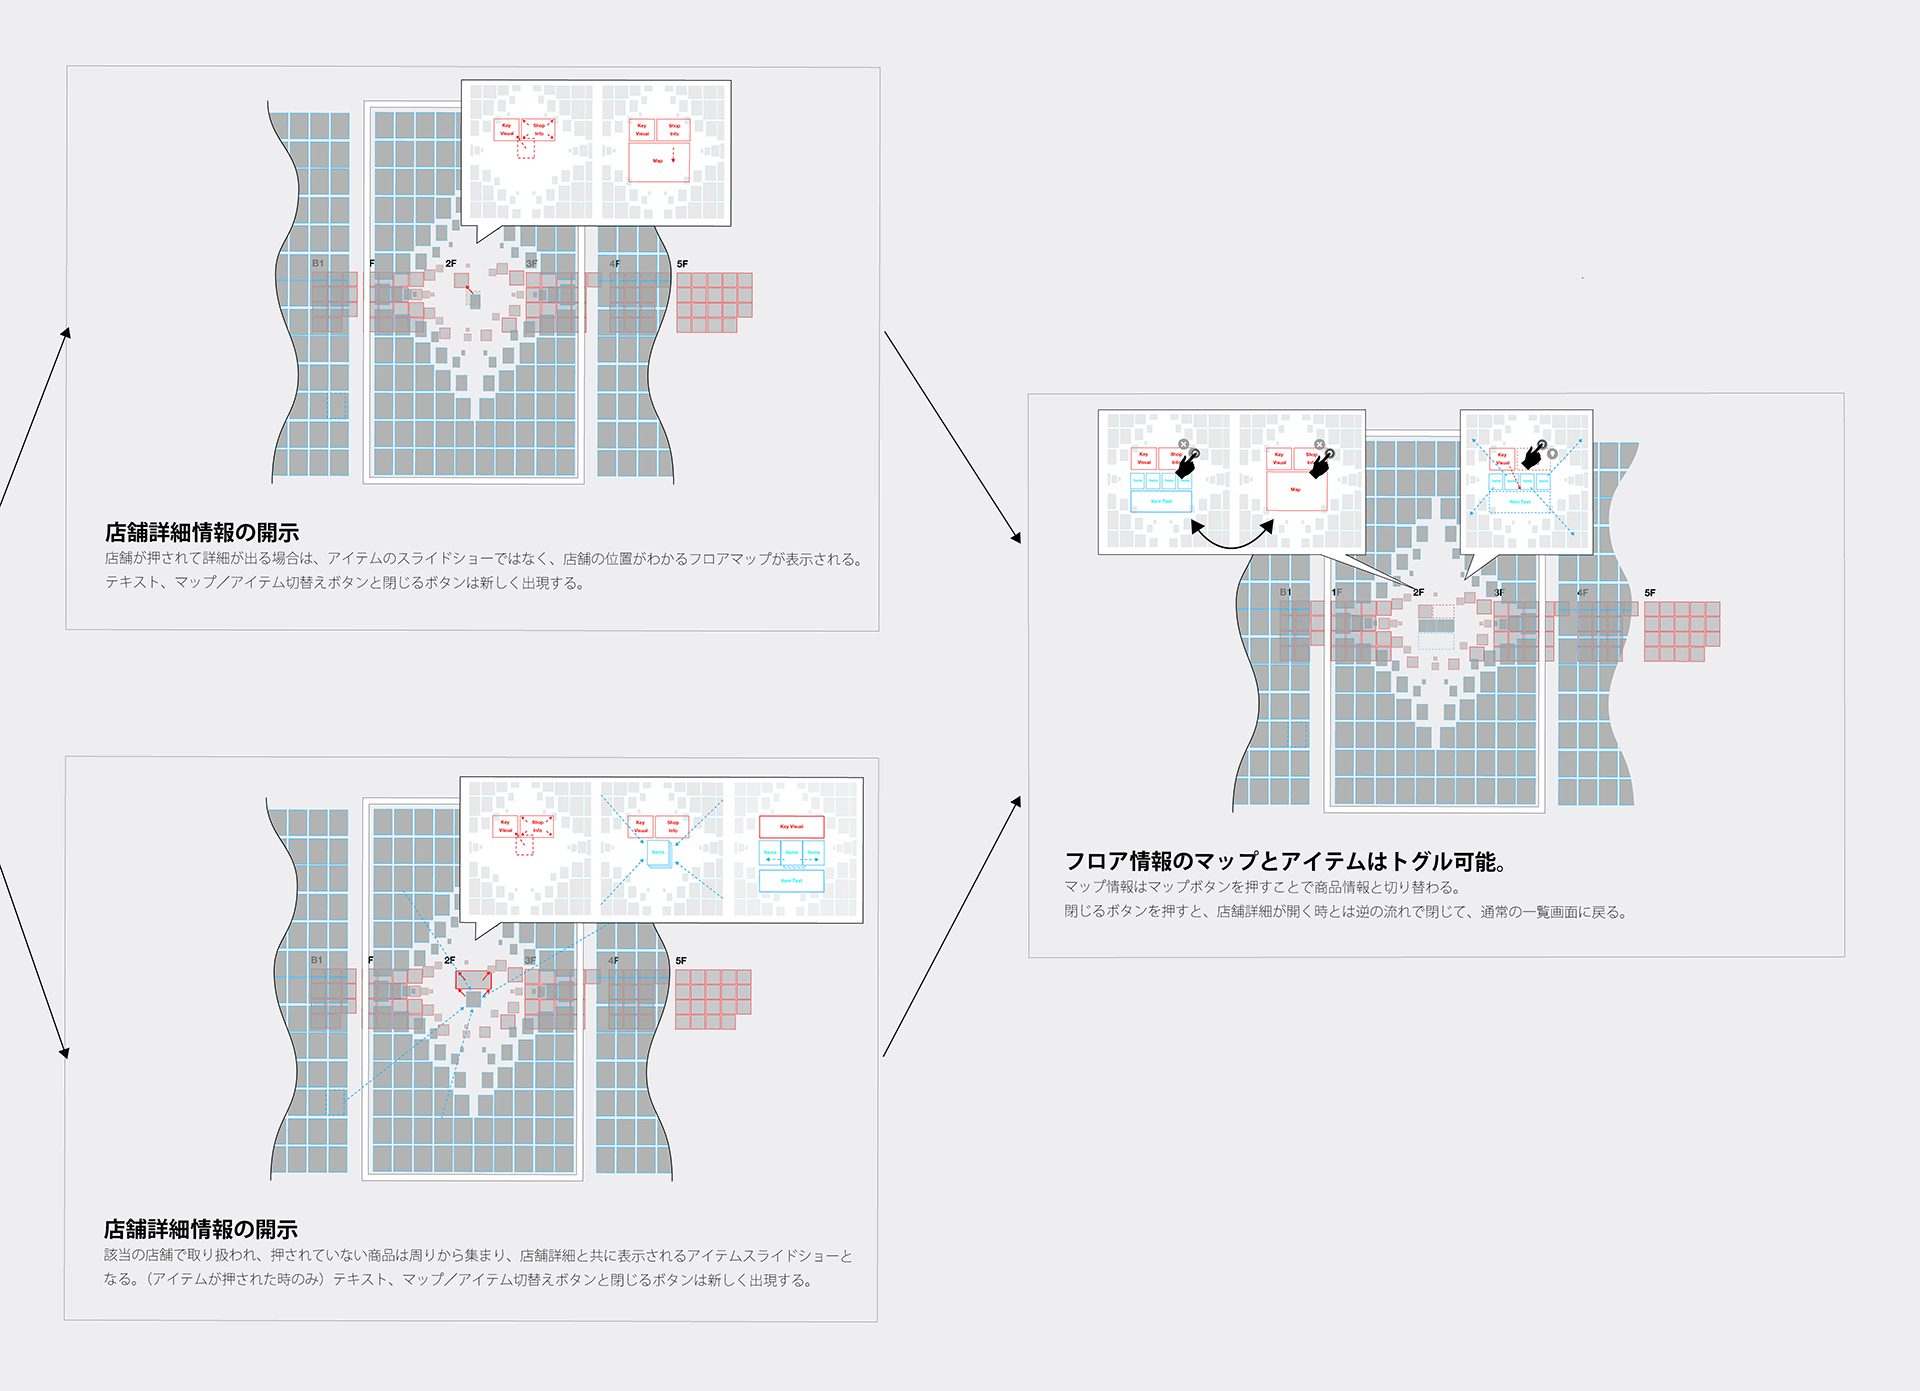 Key
Visual
Shop
Info
Key
Visual
Shop
Info
Map
B1
F
2F
3F
4F
5F
店舗詳細情報の開示
店舗が押されて詳細が出る場合は、アイテムのスライドショーではなく、店舗の位置がわかるフロアマップが表示される。
テキスト、マップ／アイテム切替えボタンと閉じるボタンは新しく出現する。
Key
Visual
Shop
Info
Key
Visual
Shop
Info
Items
Key Visual
Items
Items
Items
Item Text
B1
F
2F
3F
4F
5F
店舗詳細情報の開示
該当の店舗で取り扱われ、押されていない商品は周りから集まり、店舗詳細と共に表示されるアイテムスライドショーと
なる。（アイテムが押された時のみ）テキスト、マップ／アイテム切替えボタンと閉じるボタンは新しく出現する。
Key
Visual
Shop
Info
Items
Items
Items
Items
Item Text
Key
Visual
Shop
Info
Map
Key
Visual
Items
Items
Items
Items
Item Text
B1
1F
2F
3F
4F
5F
フロア情報のマップとアイテムはトグル可能。
マップ情報はマップボタンを押すことで商品情報と切り替わる。
閉じるボタンを押すと、店舗詳細が開く時とは逆の流れで閉じて、通常の一覧画面に戻る。